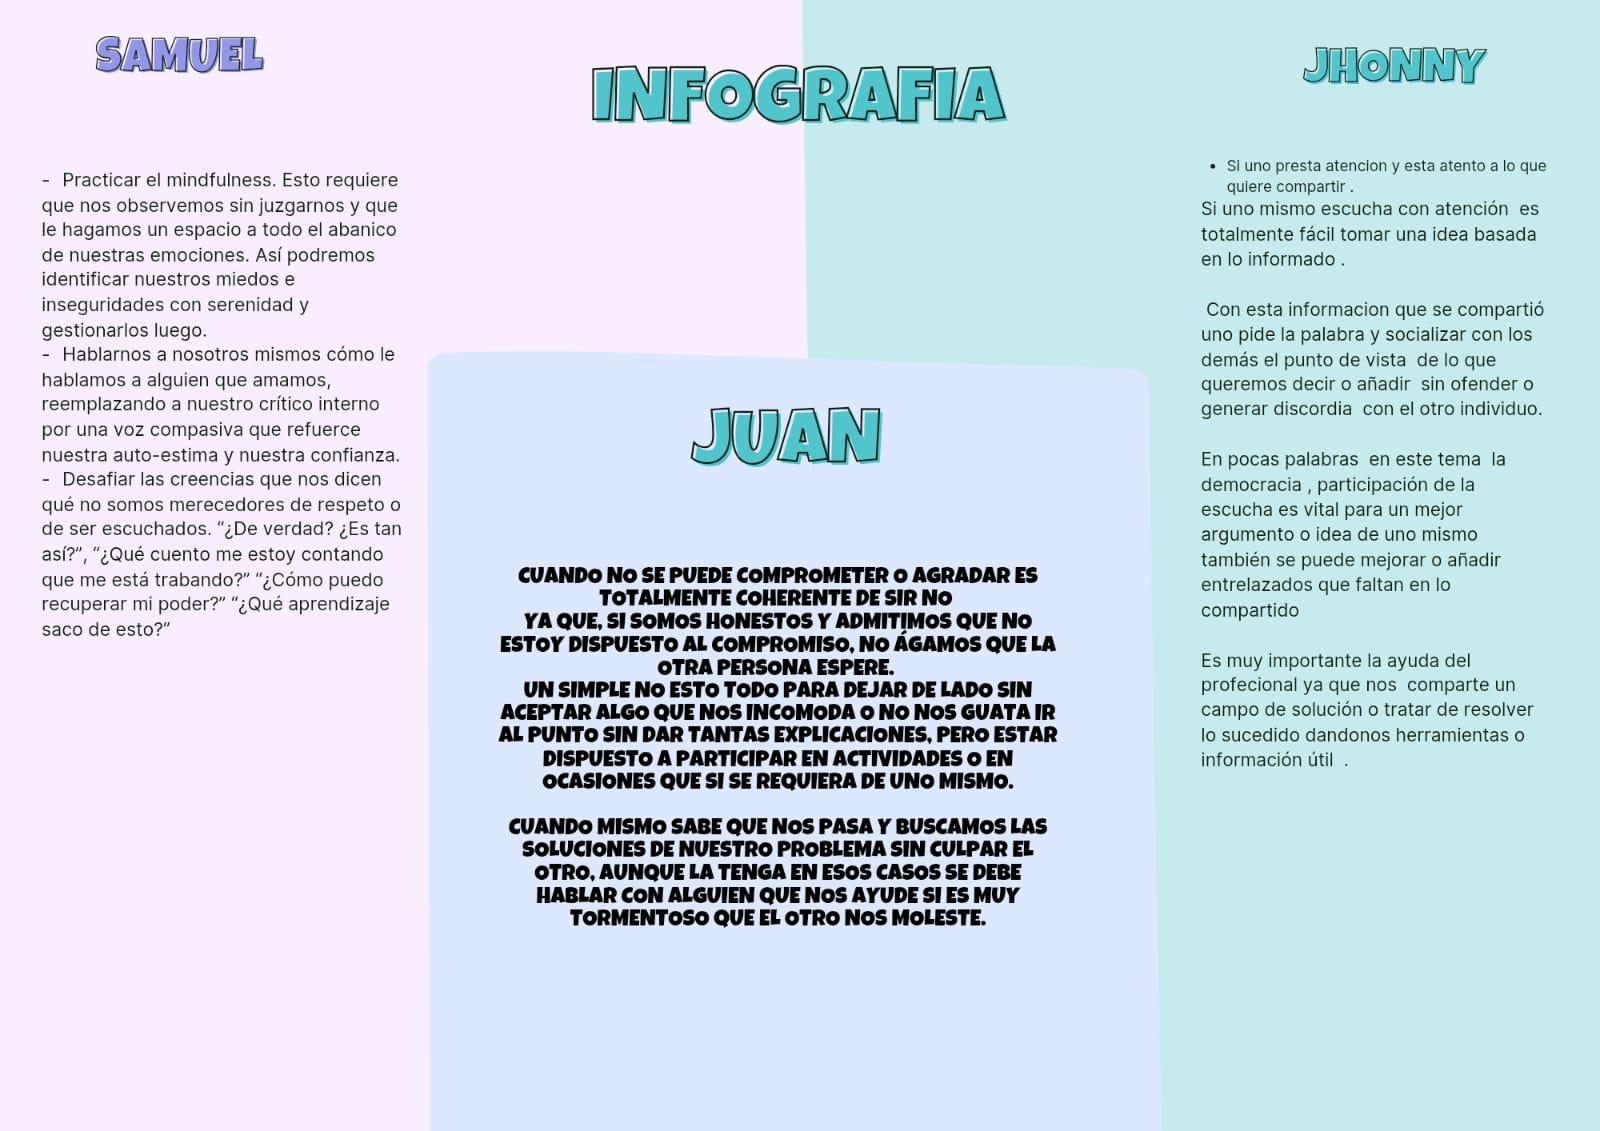 SAMUEL
INFOGRAFIA
JHONNY
- Practicar el mindfulness. Esto requiere
que nos observemos sin juzgarnos y que
le hagamos un espacio a todo el abanico
de nuestras emociones. Así podremos
identificar nuestros miedos e
inseguridades con serenidad y
gestionarlos luego.
- Hablarnos a nosotros mismos cómo le
hablamos a alguien que amamos,
reemplazando a nuestro crítico interno
por una voz compasiva que refuerce
nuestra auto-estima y nuestra confianza.
- Desafiar las creencias que nos dicen
qué no somos merecedores de respeto o
de ser escuchados. “¿De verdad? ¿Es tan
así?”, “¿Qué cuento me estoy contando
que me está trabando?” “¿Cómo puedo
recuperar mi poder?” “¿Qué aprendizaje
saco de esto?”
JUAN
CUANDO NO SE PUEDE COMPROMETER O AGRADAR ES
TOTALMENTE COHERENTE DE SIR NO
YA QUE, SI SOMOS HONESTOS Y ADMITIMOS QUE NO
ESTOY DISPUESTO AL COMPROMISO, NO ÁGAMOS QUE LA
OTRA PERSONA ESPERE.
UN SIMPLE NO ESTO TODO PARA DEJAR DE LADO SIN
ACEPTAR ALGO QUE NOS INCOMODA O NO NOS GUATA IR
AL PUNTO SIN DAR TANTAS EXPLICACIONES, PERO ESTAR
DISPUESTO A PARTICIPAR EN ACTIVIDADES O EN
OCASIONES QUE SI SE REQUIERA DE UNO MISMO.
CUANDO MISMO SABE QUE NOS PASA Y BUSCAMOS LAS
SOLUCIONES DE NUESTRO PROBLEMA SIN CULPAR EL
OTRO, AUNQUE LA TENGA EN ESOS CASOS SE DEBE
HABLAR CON ALGUIEN QUE NOS AYUDE SI ES MUY
TORMENTOSO QUE EL OTRO NOS MOLESTE.
• Si uno presta atencion y esta atento a lo que
quiere compartir .
Si uno mismo escucha con atención es
totalmente fácil tomar una idea basada
en lo informado .
Con esta informacion que se compartió
uno pide la palabra y socializar con los
demás el punto de vista de lo que
queremos decir o añadir sin ofender o
generar discordia con el otro individuo.
En pocas palabras en este tema la
democracia , participación de la
escucha es vital para un mejor
argumento o idea de uno mismo
también se puede mejorar o añadir
entrelazados que faltan en lo
compartido
Es muy importante la ayuda del
profecional ya que nos comparte un
campo de solución o tratar de resolver
lo sucedido dandonos herramientas o
información útil .